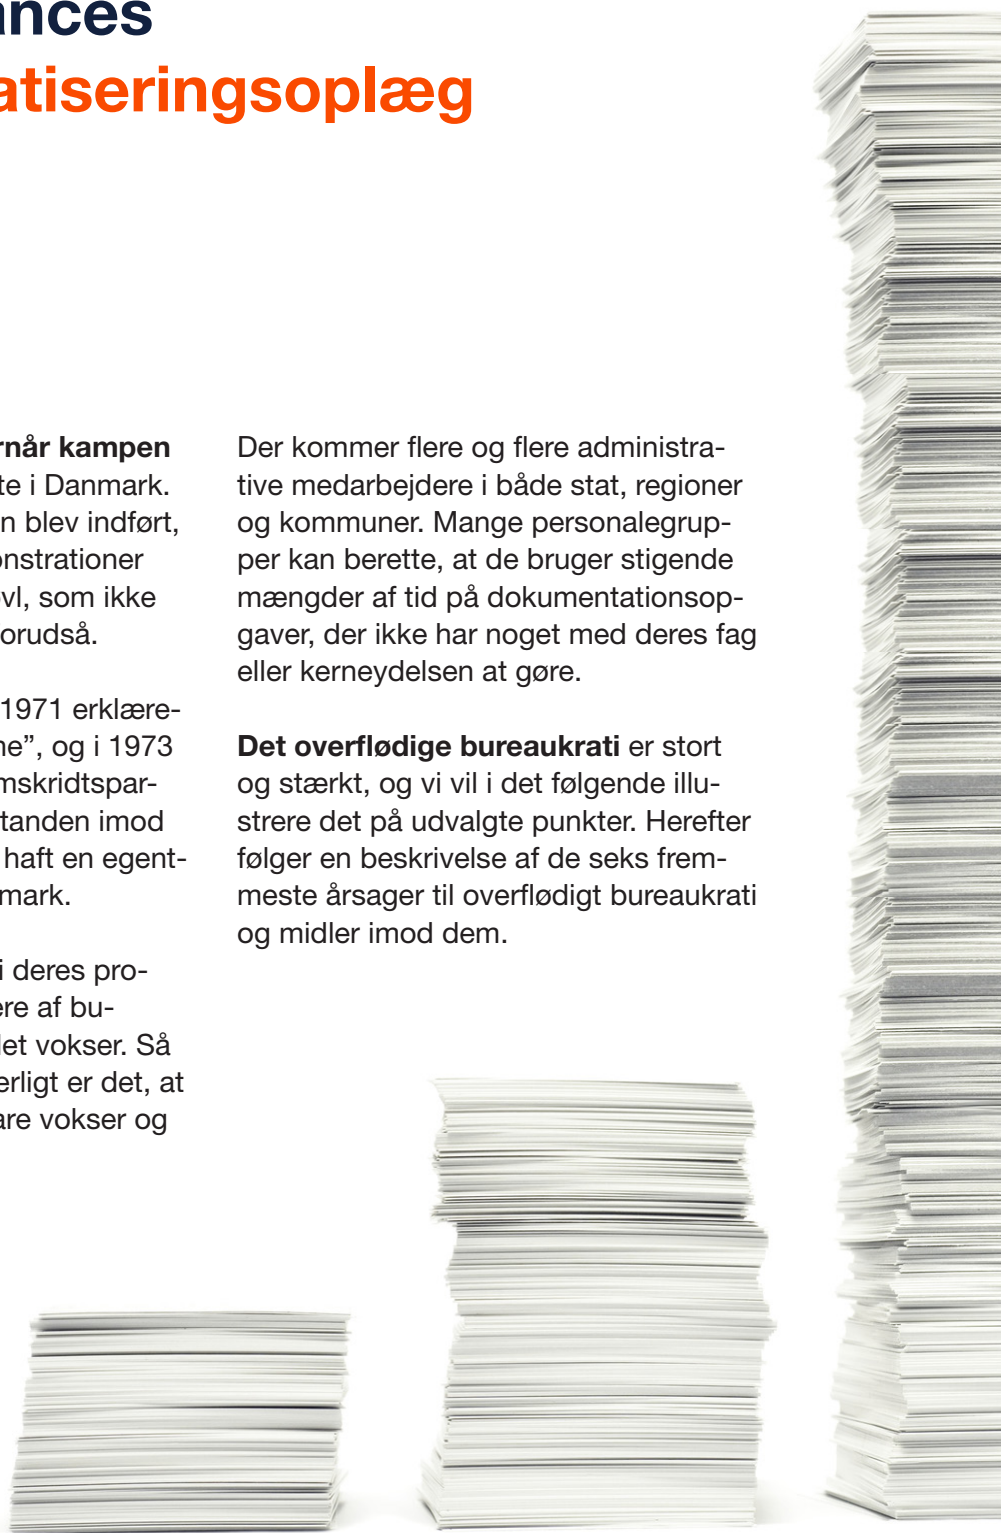 ances
atiseringsoplæg
rnår kampen
te i Danmark.
n blev indført,
onstrationer
ovl, som ikke
orudså.
1971 erklære-
ne”, og i 1973
mskridtspar-
tanden imod
haft en egent-
mark.
i deres pro-
ere af bu-
det vokser. Så
erligt er det, at
are vokser og
Der kommer flere og flere administra-
tive medarbejdere i både stat, regioner
og kommuner. Mange personalegrup-
per kan berette, at de bruger stigende
mængder af tid på dokumentationsop-
gaver, der ikke har noget med deres fag
eller kerneydelsen at gøre.
Det overflødige bureaukrati er stort
og stærkt, og vi vil i det følgende illu-
strere det på udvalgte punkter. Herefter
følger en beskrivelse af de seks frem-
meste årsager til overflødigt bureaukrati
og midler imod dem.